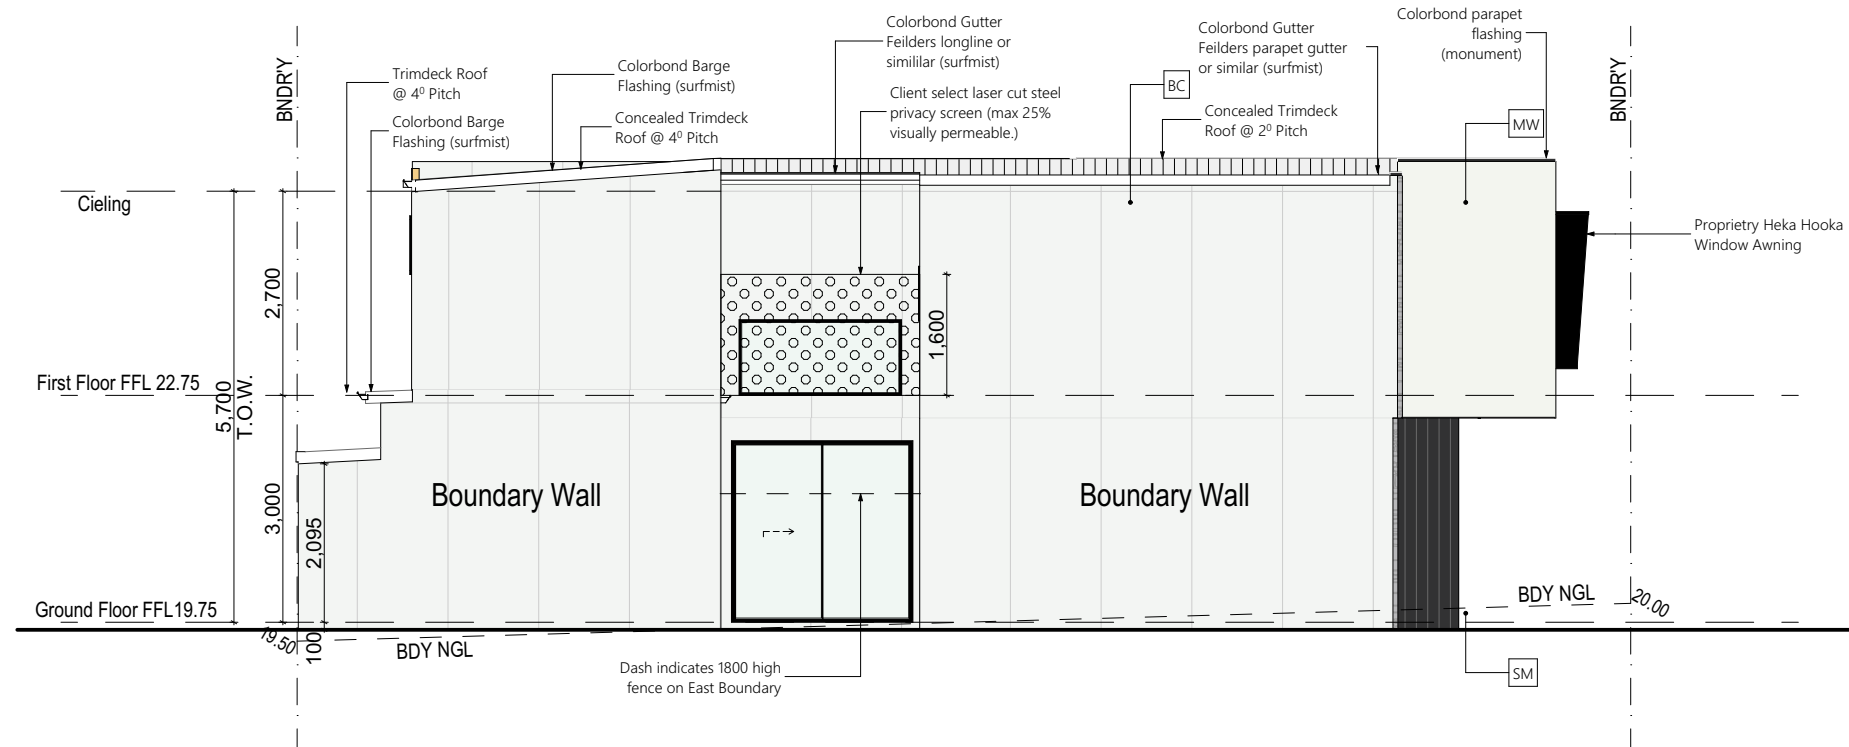 Colorbond Gutter
Feilders longline or
simililar (surfmist)
Colorbond Gutter
Feilders parapet gutter
or similar (surfmist)
Colorbond parapet
flashing
(monument)
BNDR'Y
Trimdeck Roof
@ 4⁰ Pitch
Colorbond Barge
Flashing (surfmist)
Client select laser cut steel
privacy screen (max 25%
visually permeable.)
BC
BNDR'Y
Colorbond Barge
Flashing (surfmist)
Concealed Trimdeck
Roof @ 4⁰ Pitch
Concealed Trimdeck
Roof @ 2⁰ Pitch
MW
Cieling
Proprietry Heka Hooka
Window Awning
2,700
1,600
First Floor FFL 22.75
5,700
T.O.W.
Boundary Wall
Boundary Wall
3,000
2,095
Ground Floor FFL19.75
BDY NGL
20.00
19.50
100
BDY NGL
Dash indicates 1800 high
fence on East Boundary
SM